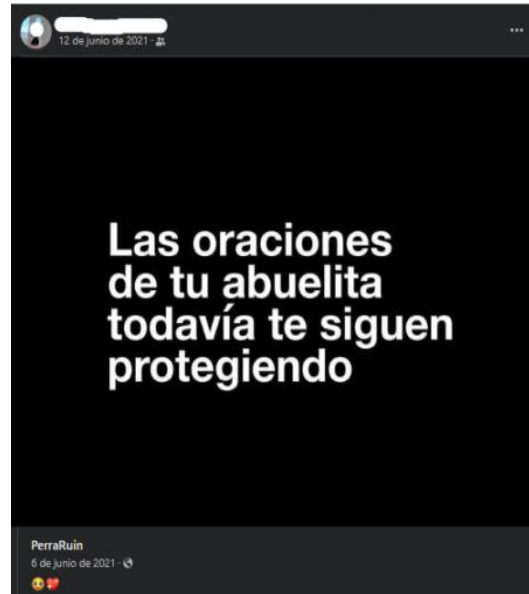 12 de junio de 2021 ·
Las oraciones
de tu abuelita
todavía te siguen
protegiendo
PerraRuin
6 de junio de 2021 ·